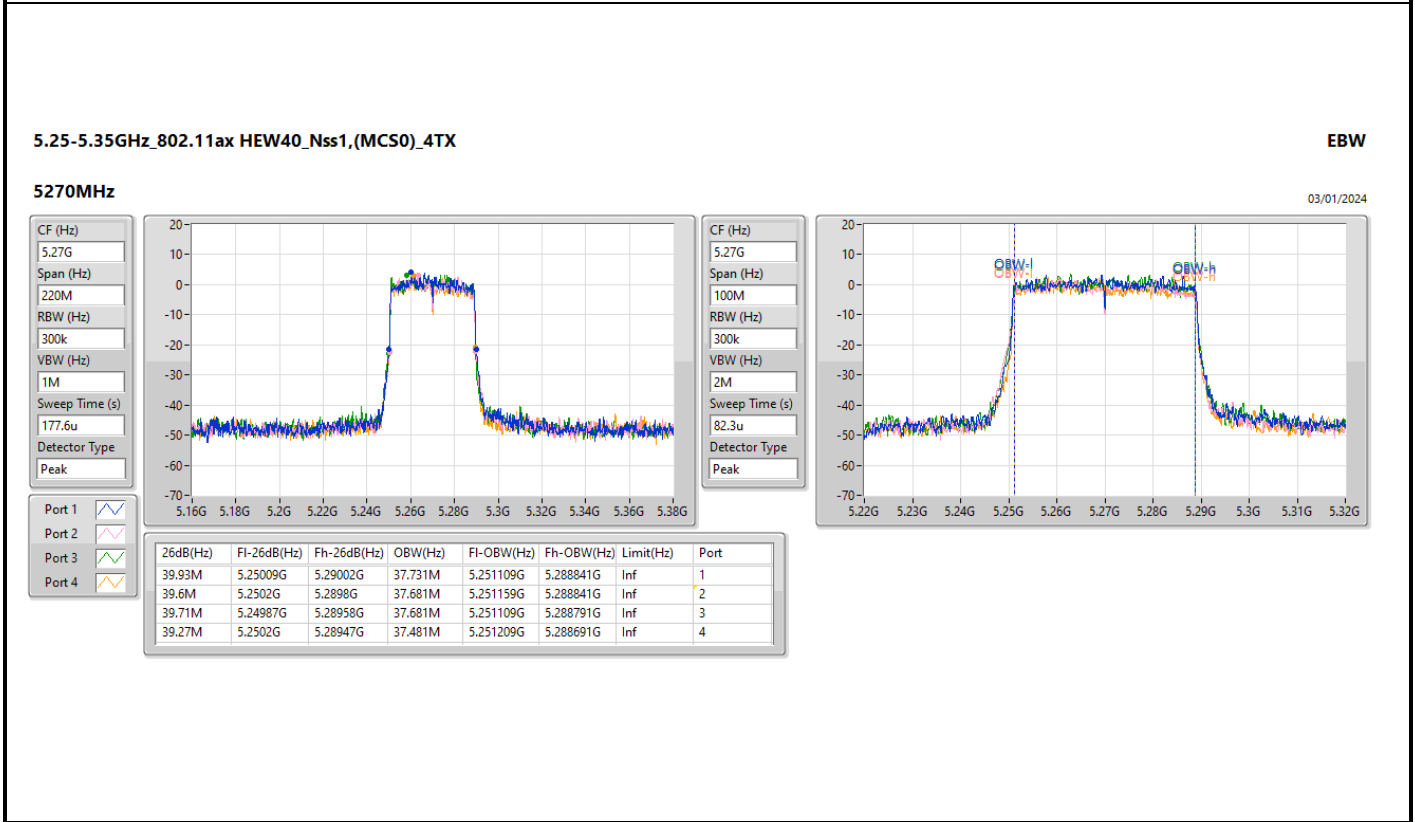 5.25-5.35GHz_802.11ax HEW40_Nss1,(MCS0)_4TX
EBW
5270MHz
03/01/2024
CF (Hz)
5.27G
Span (Hz)
220M
RBW (Hz)
300k
VBW (Hz)
1M
Sweep Time (s)
177.6u
Detector Type
Peak
20
10
0
-10
-20
-30
-40
-50
-60
-70
5.16G 5.18G 5.2G 5.22G 5.24G 5.26G 5.28G 5.3G 5.32G 5.34G 5.36G 5.38G
CF (Hz)
5.27G
Span (Hz)
100M
RBW (Hz)
300k
VBW (Hz)
2M
Sweep Time (s)
82.3u
Detector Type
Peak
20
10
0
-10
-20
-30
-40
-50
-60
-70
OBW-l OBW-h
5.22G 5.23G 5.24G 5.25G 5.26G 5.27G 5.28G 5.29G 5.3G 5.31G 5.32G
Port 1
Port 2
Port 3
Port 4
26dB(Hz) Fl-26dB(Hz) Fh-26dB(Hz) OBW(Hz) Fl-OBW(Hz) Fh-OBW(Hz) Limit(Hz) Port
39.93M 5.25009G 5.29002G 37.731M 5.251109G 5.288841G Inf 1
39.6M 5.2502G 5.2898G 37.681M 5.251159G 5.288841G Inf 2
39.71M 5.24987G 5.28958G 37.681M 5.251109G 5.288791G Inf 3
39.27M 5.2502G 5.28947G 37.481M 5.251209G 5.288691G Inf 4